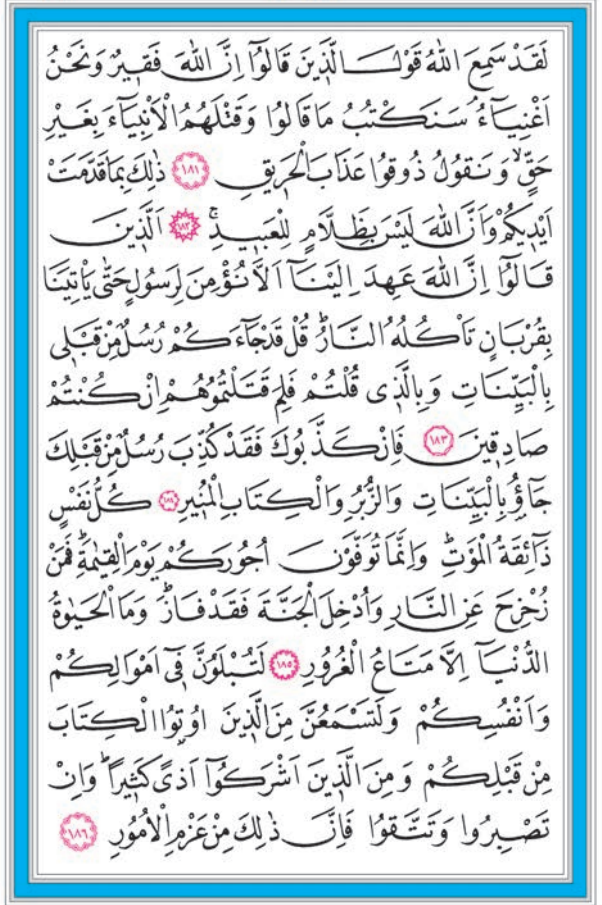 لَقَدْ سَمِعَ اللّٰهُ قَوْلَ الَّذ۪ينَ قَالُٓوا اِنَّ اللّٰهَ فَق۪يرٌ وَنَحْنُ
اَغْنِيَٓاءُۢ سَنَكْتُبُ مَا قَالُوا وَقَتْلَهُمُ الْاَنْبِيَٓاءَ بِغَيْرِ
حَقٍّۙ وَنَقُولُ ذُوقُوا عَذَابَ الْحَر۪يقِ ﴿١٨١﴾ ذٰلِكَ بِمَا قَدَّمَتْ
اَيْد۪يكُمْ وَاَنَّ اللّٰهَ لَيْسَ بِظَلَّامٍ لِلْعَب۪يدِۚ ﴿١٨٢﴾ اَلَّذ۪ينَ
قَالُٓوا اِنَّ اللّٰهَ عَهِدَ اِلَيْنَٓا اَلَّا نُؤْمِنَ لِرَسُولٍ حَتّٰى يَأْتِيَنَا
بِقُرْبَانٍ تَأْكُلُهُ النَّارُۜ قُلْ قَدْ جَٓاءَكُمْ رُسُلٌ مِنْ قَبْل۪ي
بِالْبَيِّنَاتِ وَبِالَّذ۪ي قُلْتُمْ فَلِمَ قَتَلْتُمُوهُمْ اِنْ كُنْتُمْ
صَادِق۪ينَ ﴿١٨٣﴾ فَاِنْ كَذَّبُوكَ فَقَدْ كُذِّبَ رُسُلٌ مِنْ قَبْلِكَ
جَٓاؤُ۫ بِالْبَيِّنَاتِ وَالزُّبُرِ وَالْكِتَابِ الْمُن۪يرِ ﴿١٨٤﴾ كُلُّ نَفْسٍ
ذَٓائِقَةُ الْمَوْتِۜ وَاِنَّمَا تُوَفَّوْنَ اُجُورَكُمْ يَوْمَ الْقِيٰمَةِۜ فَمَنْ
زُحْزِحَ عَنِ النَّارِ وَاُدْخِلَ الْجَنَّةَ فَقَدْ فَازَۜ وَمَا الْحَيٰوةُ
الدُّنْيَٓا اِلَّا مَتَاعُ الْغُرُورِ ﴿١٨٥﴾ لَتُبْلَوُنَّ ف۪ٓي اَمْوَالِكُمْ
وَاَنْفُسِكُمْ وَلَتَسْمَعُنَّ مِنَ الَّذ۪ينَ اُو۫تُوا الْكِتَابَ
مِنْ قَبْلِكُمْ وَمِنَ الَّذ۪ينَ اَشْرَكُٓوا اَذًى كَث۪يرًاۜ وَاِنْ
تَصْبِرُوا وَتَتَّقُوا فَاِنَّ ذٰلِكَ مِنْ عَزْمِ الْاُمُورِ ﴿١٨٦﴾